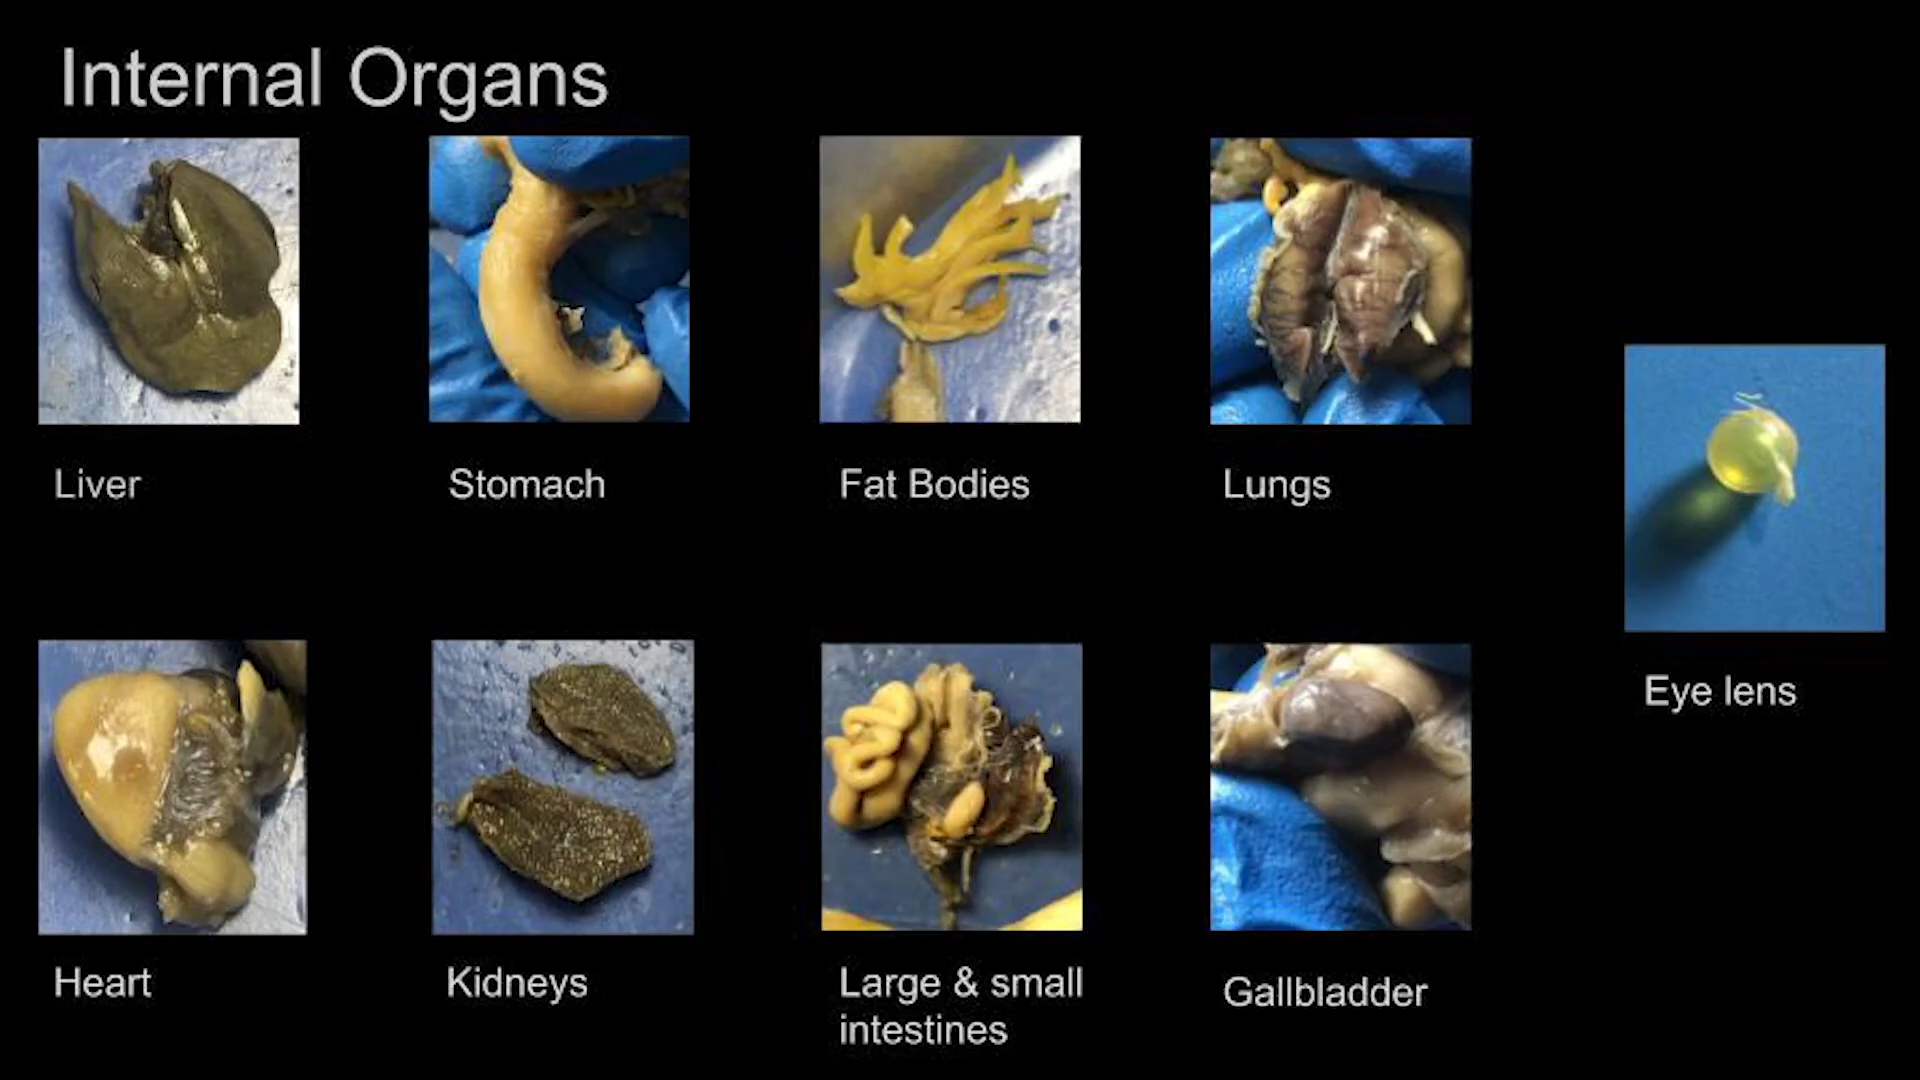 Internal Organs
Liver
Stomach
Fat Bodies
Lungs
Eye lens
Heart
Kidneys
Large & small
intestines
Gallbladder